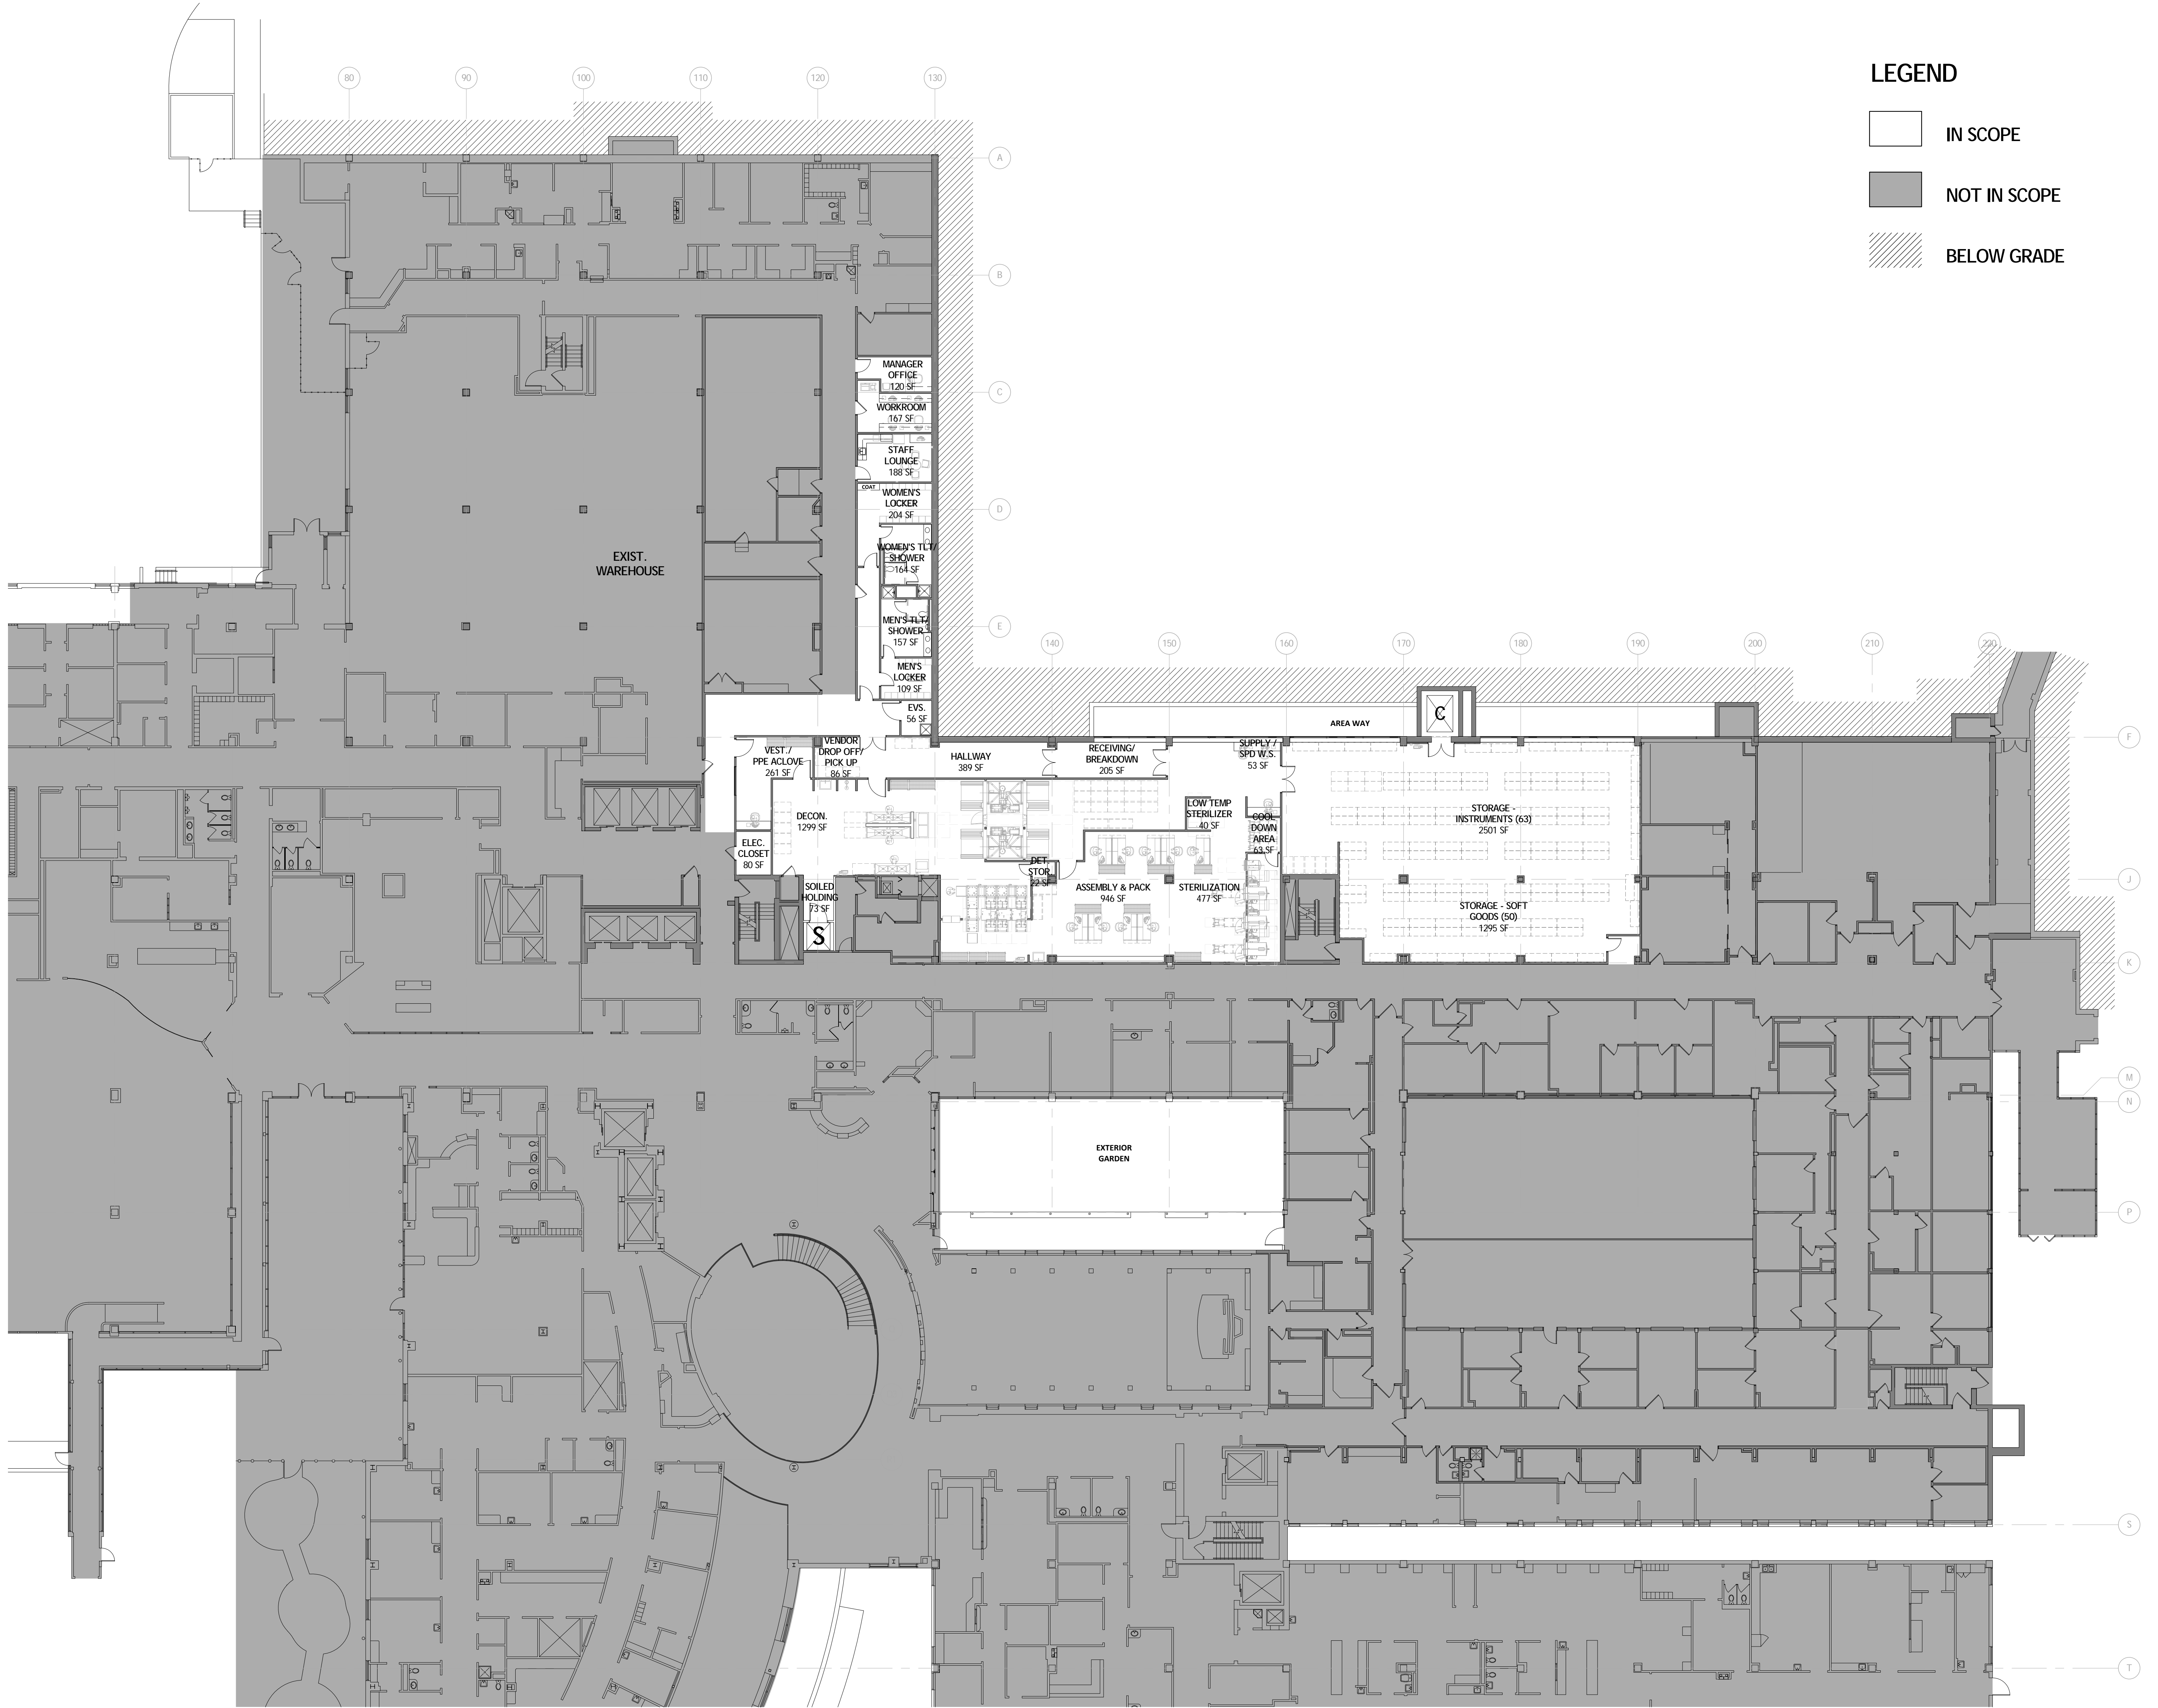 LEGEND
IN SCOPE
NOT IN SCOPE
BELOW GRADE
80
90
100
110
120
130
A
B
C
D
E
MANAGER
OFFICE
120 SF
WORKROOM
167 SF
STAFF
LOUNGE
188 SF
COAT
WOMEN'S
LOCKER
204 SF
WOMEN'S TLT/
SHOWER
164 SF
EXIST.
WAREHOUSE
MEN'S TLT/
SHOWER
157 SF
MEN'S
LOCKER
109 SF
EVS.
56 SF
140
150
160
170
180
190
200
210
220
C
AREA WAY
F
VEST./
PPE ACLOVE
261 SF
VENDOR
DROP OFF/
PICK UP
86 SF
HALLWAY
389 SF
RECEIVING/
BREAKDOWN
205 SF
SUPPLY /
SPD W.S.
53 SF
DECON.
1299 SF
LOW TEMP
STERILIZER
40 SF
COOL
DOWN
AREA
63 SF
STORAGE -
INSTRUMENTS (63)
2501 SF
ELEC.
CLOSET
80 SF
SOILED
HOLDING
73 SF
S
DET.
STOR.
22 SF
ASSEMBLY & PACK
946 SF
STERILIZATION
477 SF
STORAGE - SOFT
GOODS (50)
1295 SF
J
K
M
N
EXTERIOR
GARDEN
P
S
T